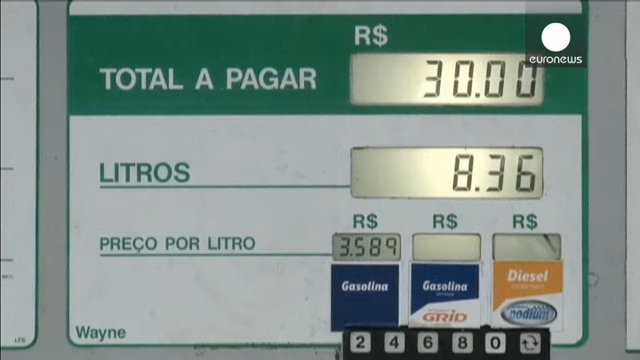 R$
euronews
TOTAL A PAGAR 30.00
LITROS 8.36
R$ R$ R$
PREÇO POR LITRO 3.589
Gasolina Gasolina Diesel
GRID podium
Wayne
2 4 6 8 0